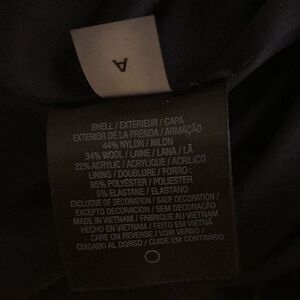 A
SHELL / EXTERIEUR / CAPA
EXTERIOR DE LA PRENDA / ARMAÇÃO
44% NYLON / NILON
34% WOOL / LAINE / LANA / LÃ
22% ACRYLIC / ACRYLIQUE / ACRILICO
LINING / DOUBLURE / FORRO :
95% POLYESTER / POLIESTER
5% ELASTANE / ELASTANO
EXCLUSIVE OF DECORATION / SAUF DECORATION /
EXCEPTO DECORACIÓN / SEM DECORAÇÃO
MADE IN VIETNAM / FABRIQUE AU VIETNAM
HECHO EN VIETNAM / FEITO EM VIETNÃ
CARE ON REVERSE / VOIR VERSO /
CUIDADO AL DORSO / CUIDE EM CONTRÁRIO